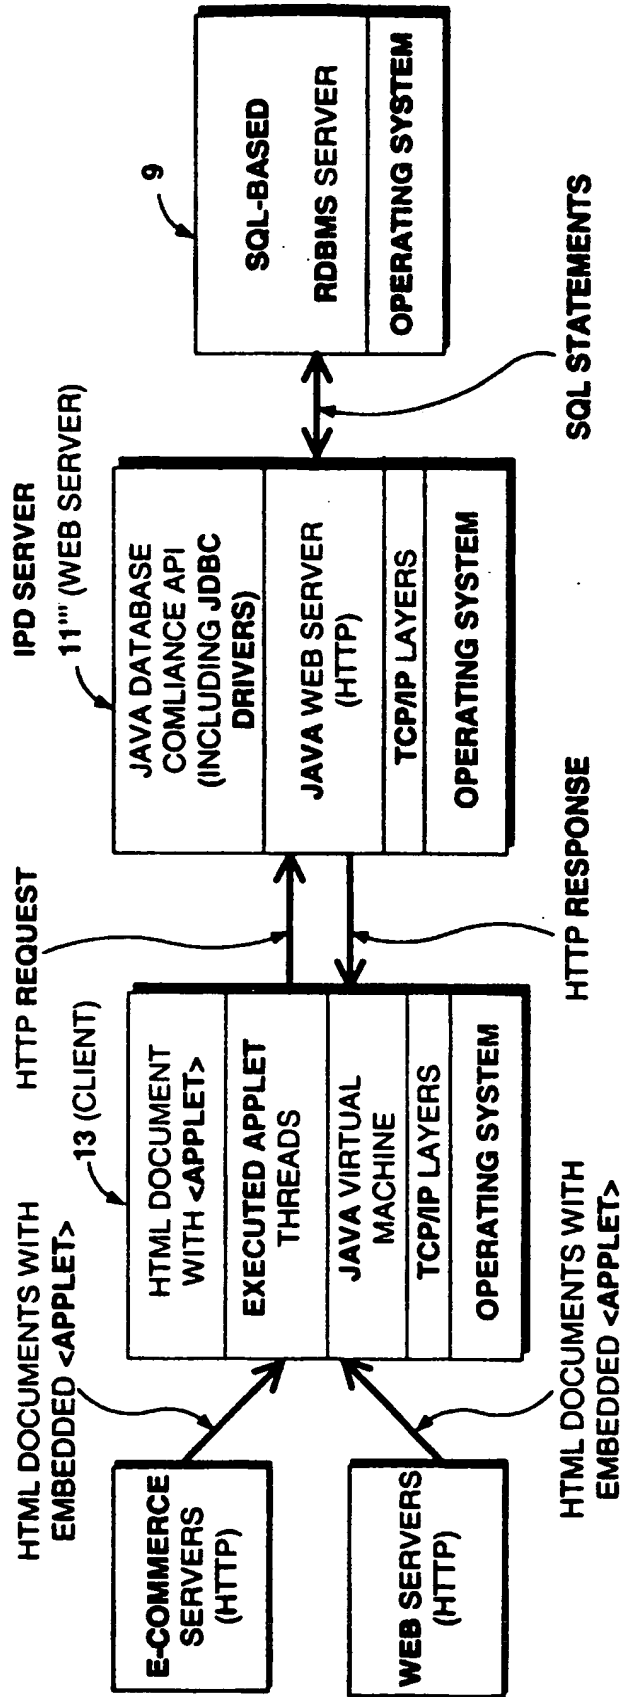 HTML DOCUMENTS WITH
EMBEDDED <APPLET>
E-COMMERCE
SERVERS
(HTTP)
WEB SERVERS
(HTTP)
HTML DOCUMENTS WITH
EMBEDDED <APPLET>
13 (CLIENT)
HTML DOCUMENT
WITH <APPLET>
EXECUTED APPLET
THREADS
JAVA VIRTUAL
MACHINE
TCP/IP LAYERS
OPERATING SYSTEM
HTTP REQUEST
HTTP RESPONSE
IPD SERVER
11''' (WEB SERVER)
JAVA DATABASE
COMLIANCE API
(INCLUDING JDBC
DRIVERS)
JAVA WEB SERVER
(HTTP)
TCP/IP LAYERS
OPERATING SYSTEM
SQL STATEMENTS
9
SQL-BASED
RDBMS SERVER
OPERATING SYSTEM